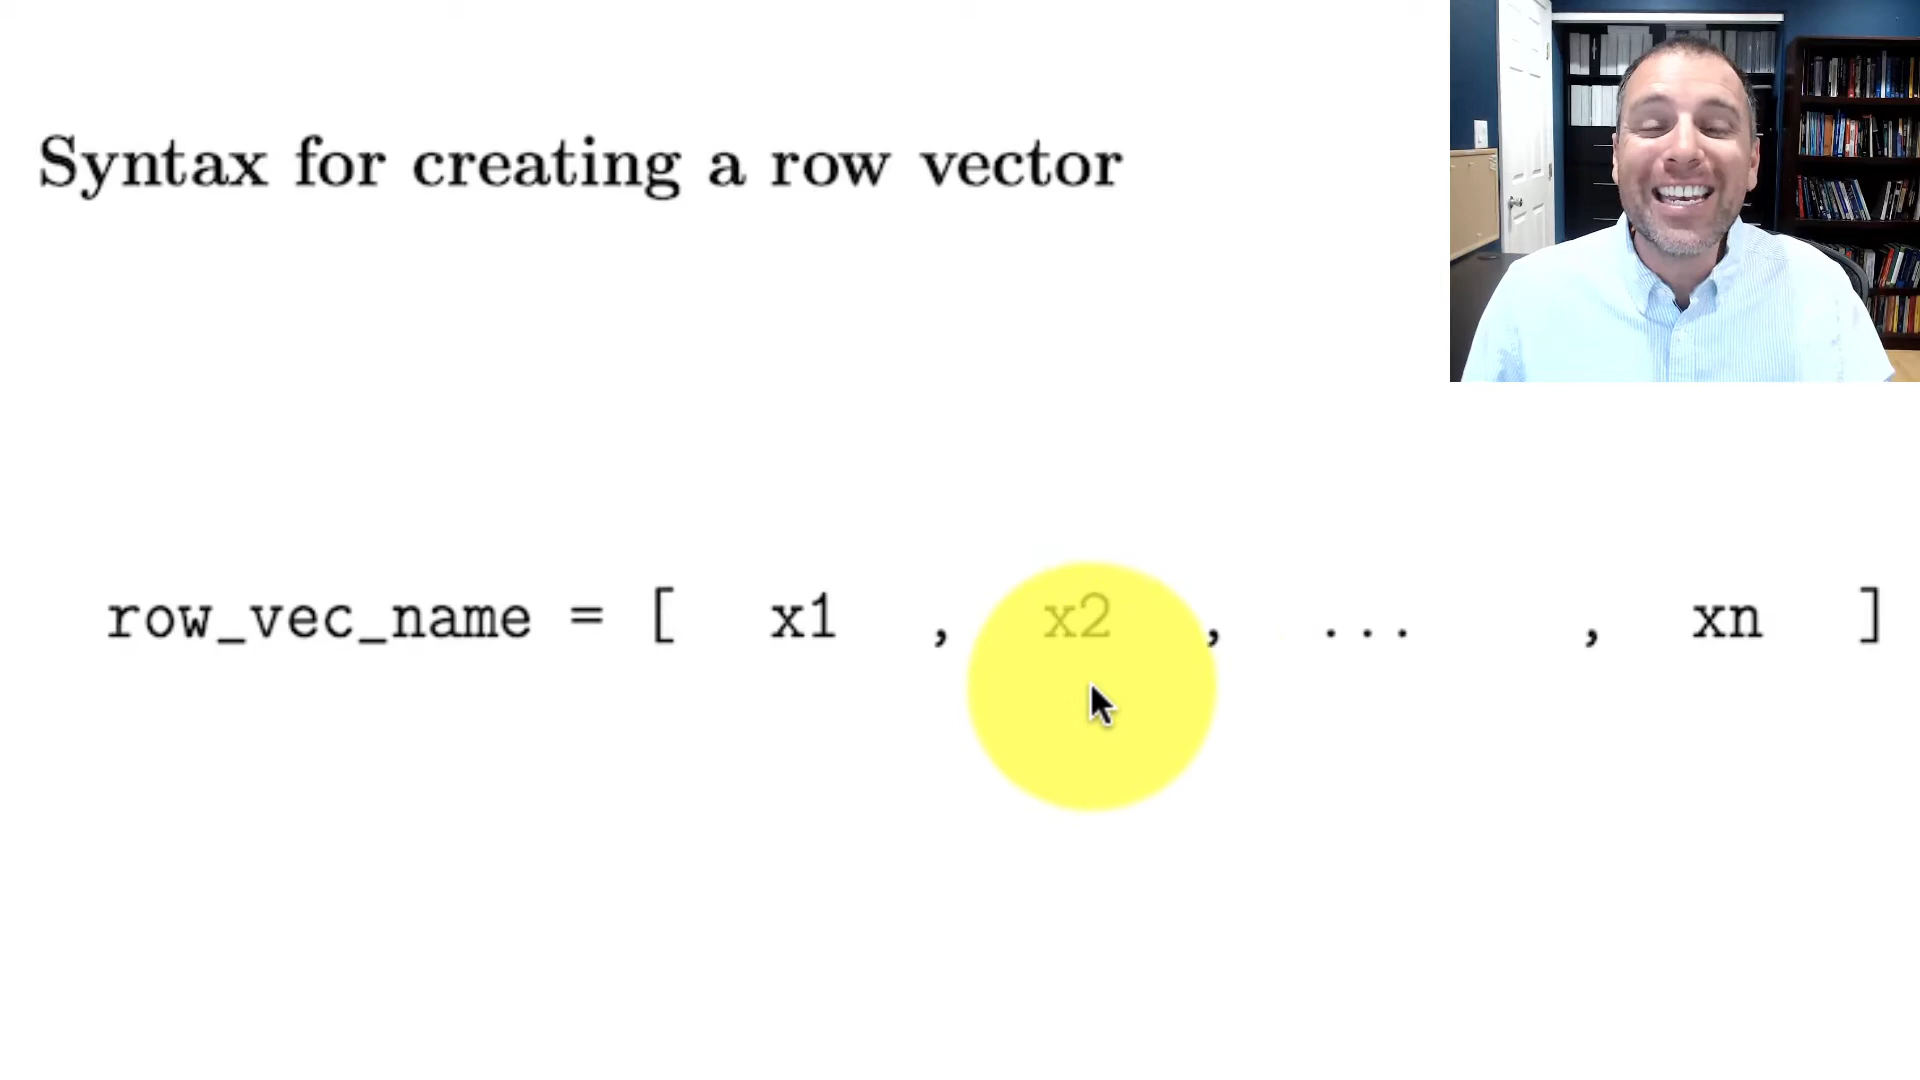 Syntax for creating a row vector
row_vec_name = [ x1 , x2 , ... , xn ]